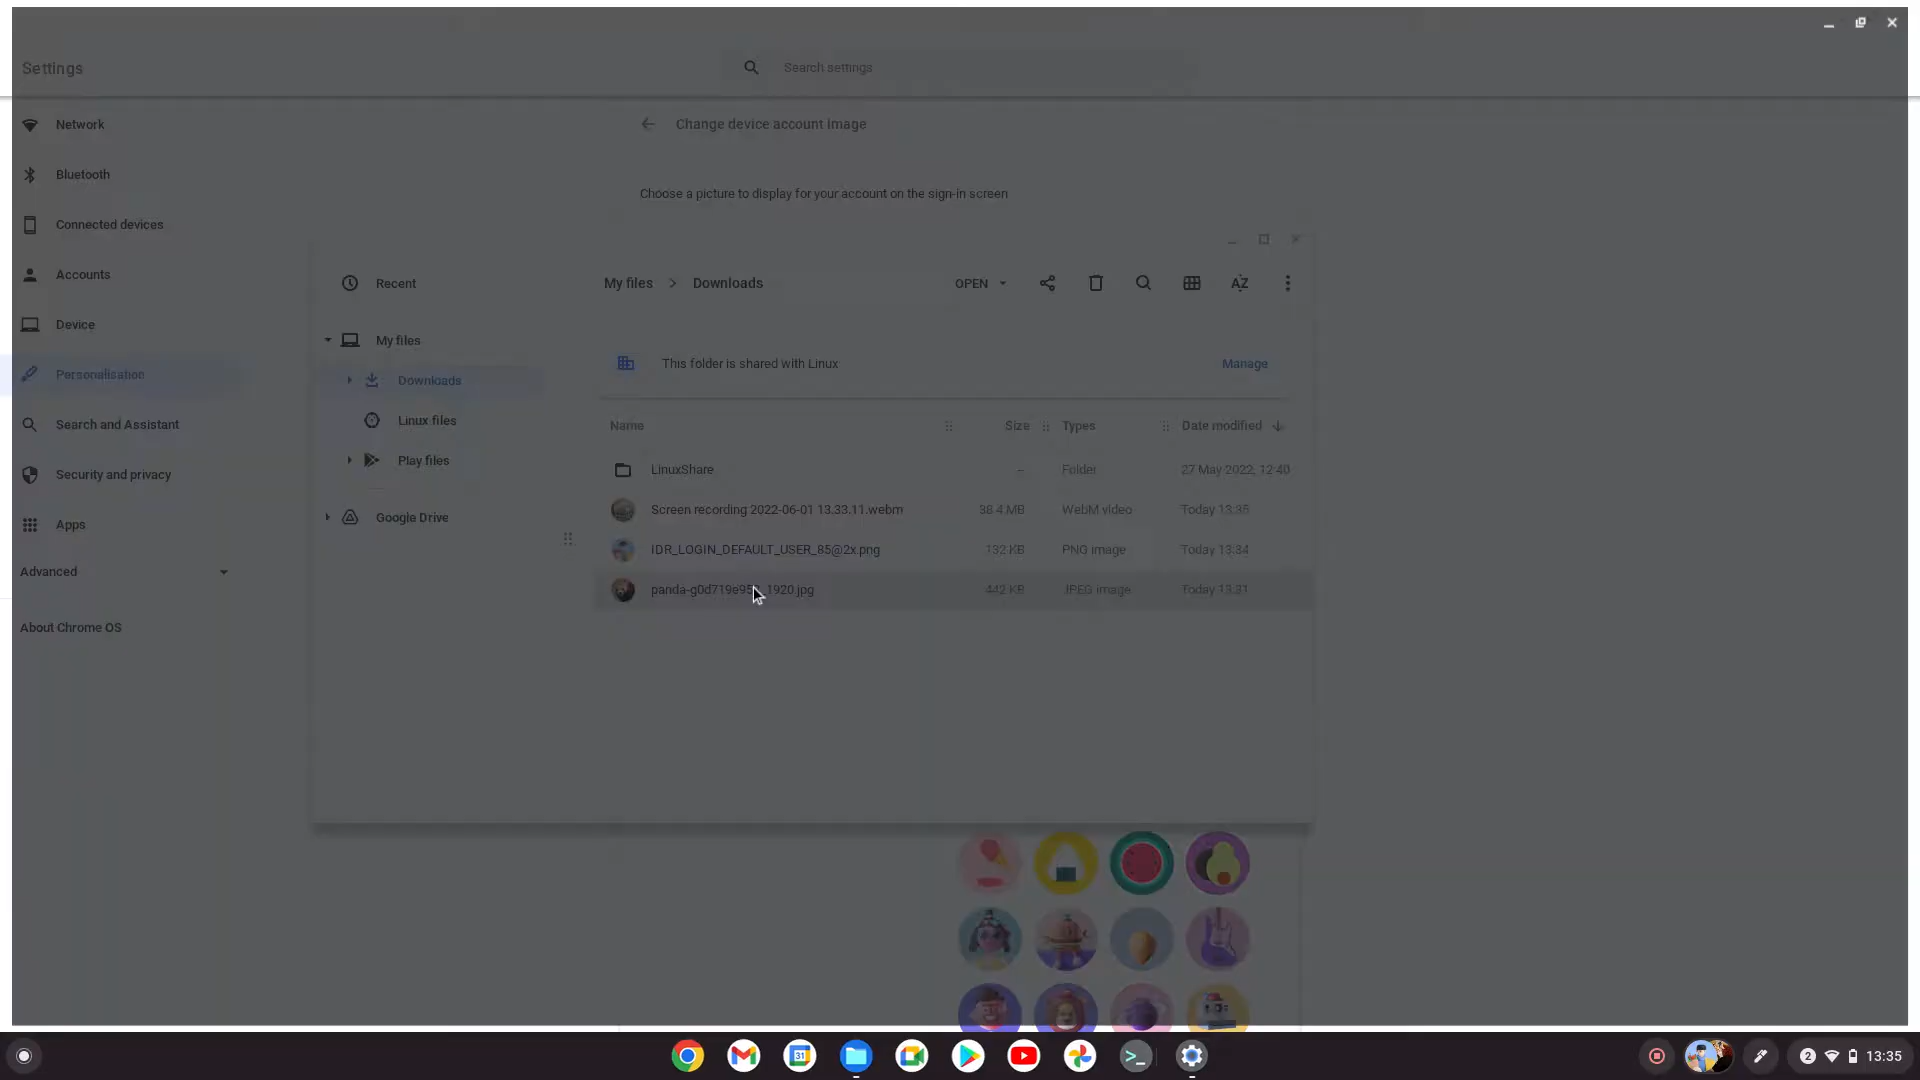 Settings
Search settings
Network
Bluetooth
Connected devices
Accounts
Device
Personalisation
Search and Assistant
Security and privacy
Apps
Advanced
About Chrome OS
Change device account image
Choose a picture to display for your account on the sign-in screen
Recent
My files
Downloads
Linux files
Play files
Google Drive
My files > Downloads
OPEN
AZ
This folder is shared with Linux
Manage
Name Size Types Date modified
LinuxShare – Folder 27 May 2022, 12:40
Screen recording 2022-06-01 13.33.11.webm 38.4 MB WebM video Today 13:35
IDR_LOGIN_DEFAULT_USER_85@2x.png 132 KB PNG image Today 13:34
442 KB JPEG image Today 13:31
31
2
13:35